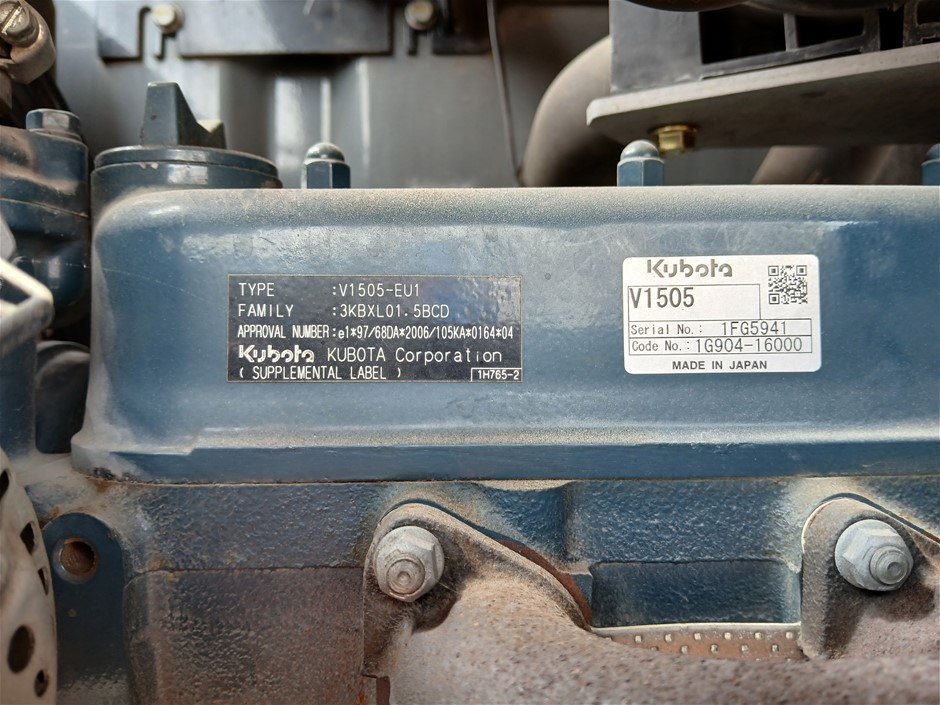 TYPE :V1505-EU1
FAMILY :3KBXL01.5BCD
APPROVAL NUMBER:e1*97/68DA*2006/105KA*0164*04
Kubota KUBOTA Corporation
( SUPPLEMENTAL LABEL ) 1H765-2
Kubota
V1505
Serial No.: 1FG5941
Code No.: 1G904-16000
MADE IN JAPAN